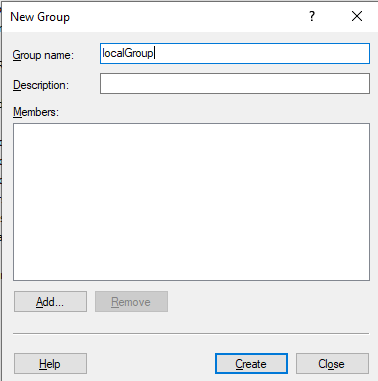 New Group
Group name: localGroup
Description:
Members:
Add... Remove
Help Create Close